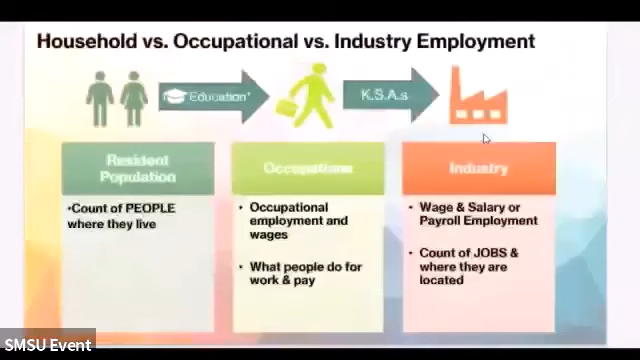 Household vs. Occupational vs. Industry Employment
Education*
K.S.A.s
Resident
Population
•Count of PEOPLE
where they live
Occupations
• Occupational
employment and
wages
• What people do for
work & pay
Industry
• Wage & Salary or
Payroll Employment
• Count of JOBS &
where they are
located
SMSU Event